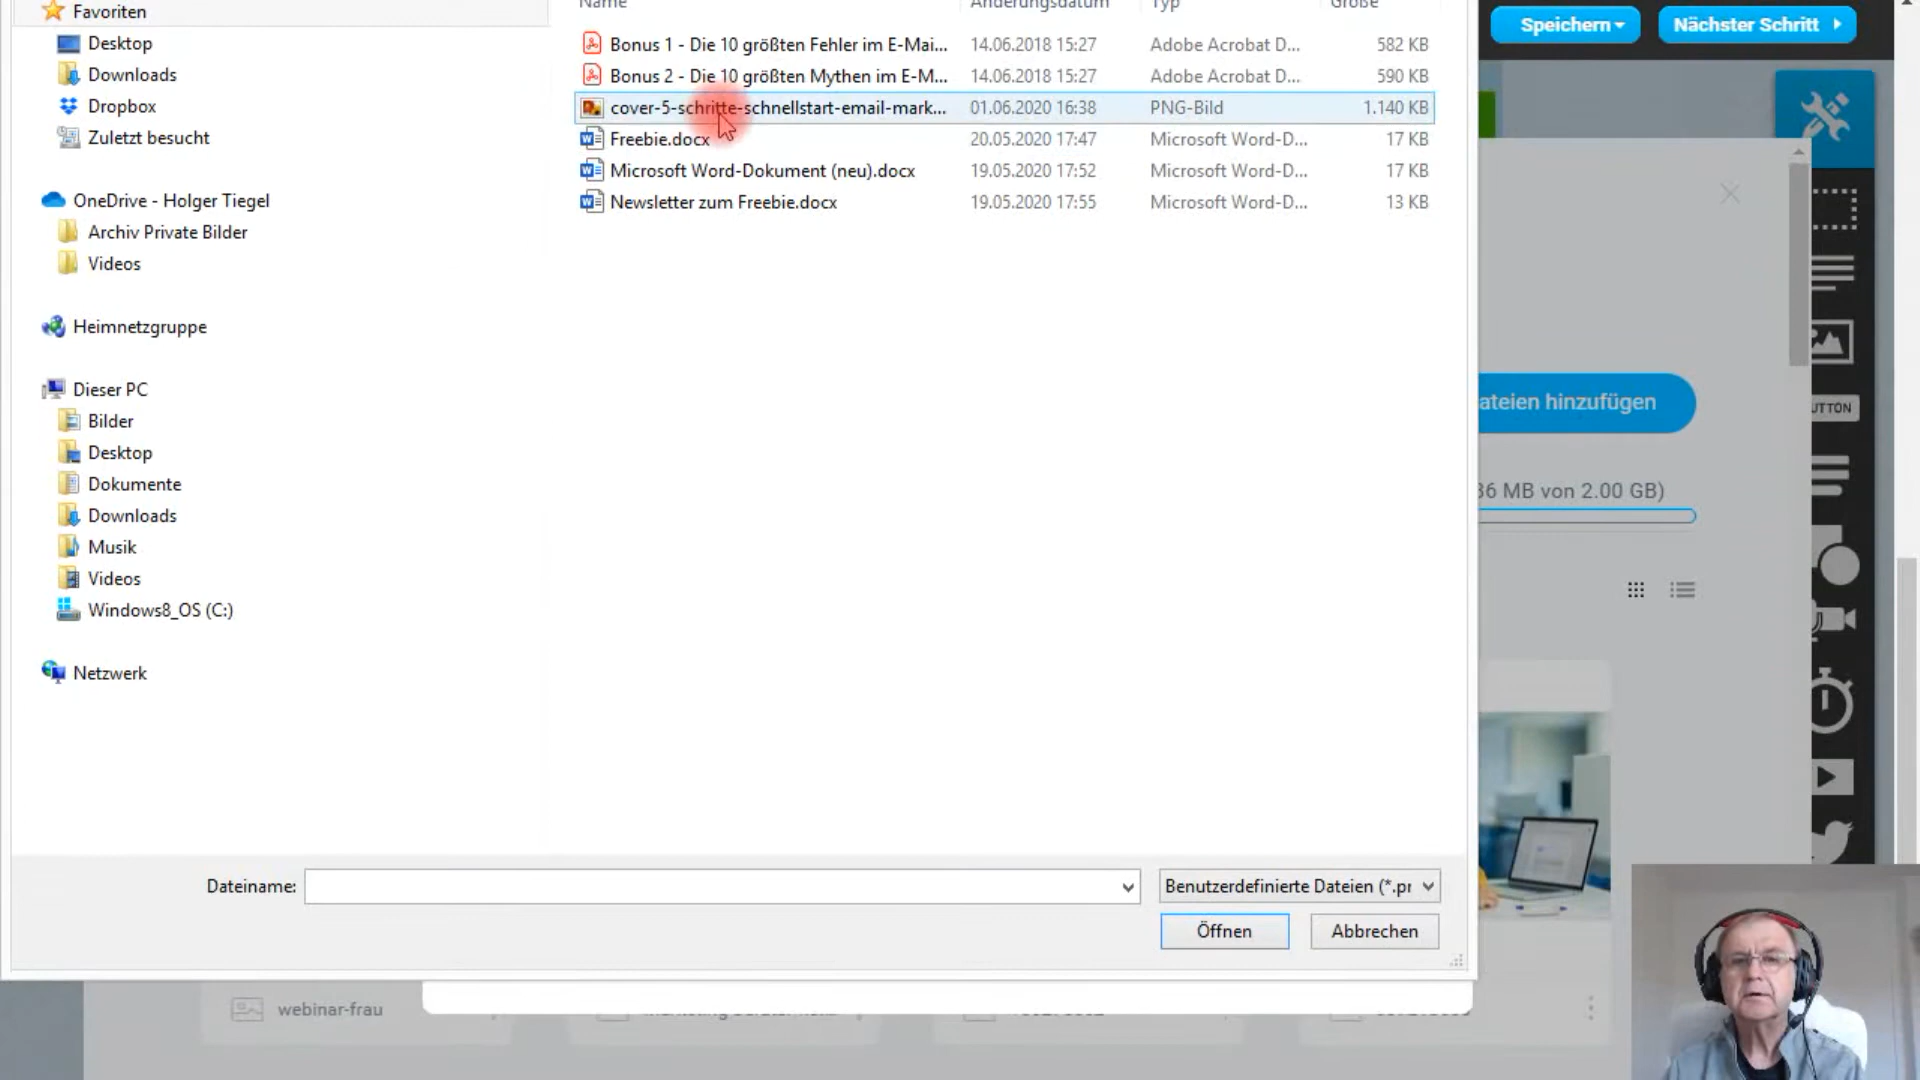 Favoriten
Name Änderungsdatum Typ Größe
Speichern
Nächster Schritt
Desktop
Downloads
Dropbox
Zuletzt besucht
OneDrive - Holger Tiegel
Archiv Private Bilder
Videos
Heimnetzgruppe
Dieser PC
Bilder
Desktop
Dokumente
Downloads
Musik
Videos
Windows8_OS (C:)
Netzwerk
Bonus 1 - Die 10 größten Fehler im E-Mai... 14.06.2018 15:27 Adobe Acrobat D... 582 KB
Bonus 2 - Die 10 größten Mythen im E-M... 14.06.2018 15:27 Adobe Acrobat D... 590 KB
cover-5-schritte-schnellstart-email-mark... 01.06.2020 16:38 PNG-Bild 1.140 KB
Freebie.docx 20.05.2020 17:47 Microsoft Word-D... 17 KB
Microsoft Word-Dokument (neu).docx 19.05.2020 17:52 Microsoft Word-D... 17 KB
Newsletter zum Freebie.docx 19.05.2020 17:55 Microsoft Word-D... 13 KB
ateien hinzufügen
UTTON
36 MB von 2.00 GB)
Dateiname:
Benutzerdefinierte Dateien (*.pr
Öffnen
Abbrechen
webinar-frau